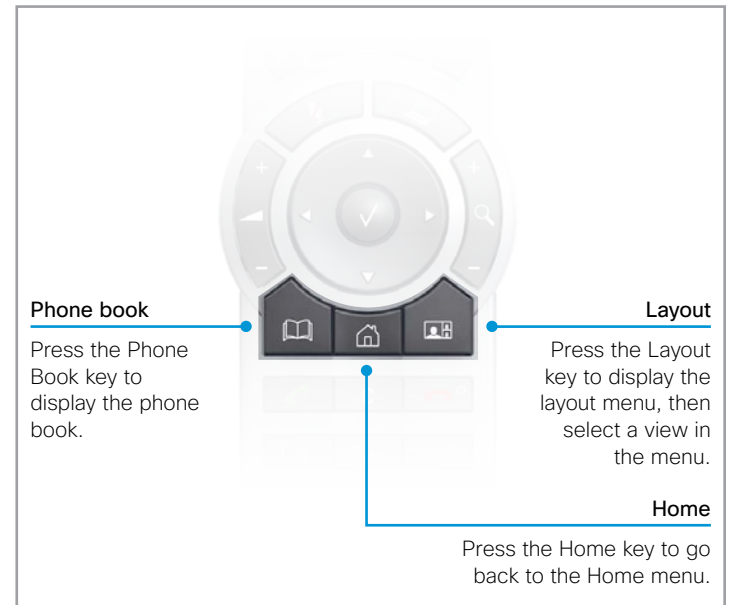 Phone book
Press the Phone
Book key to
display the phone
book.
Layout
Press the Layout
key to display the
layout menu, then
select a view in
the menu.
Home
Press the Home key to go
back to the Home menu.